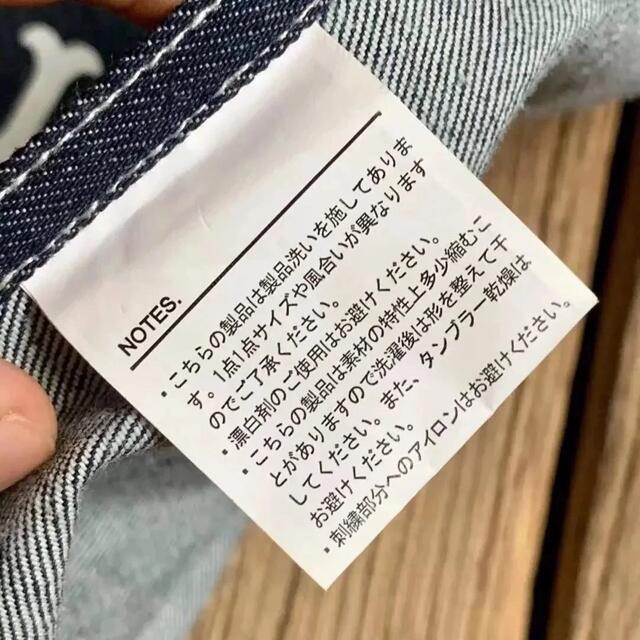 NOTES.
・こちらの製品は製品洗いを施してありま
す。1点1点サイズや風合いが異なります
のでご了承ください。
・漂白剤のご使用はお避けください。
・こちらの製品は素材の特性上多少縮むこ
とがありますので洗濯後は形を整えて干
してください。また、タンブラー乾燥は
お避けください。
・刺繍部分へのアイロンはお避けください。